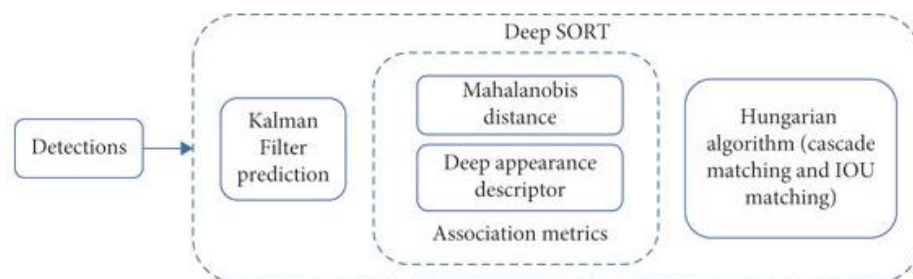 Deep SORT
Detections
Kalman
Filter
prediction
Mahalanobis
distance
Deep appearance
descriptor
Association metrics
Hungarian
algorithm (cascade
matching and IOU
matching)